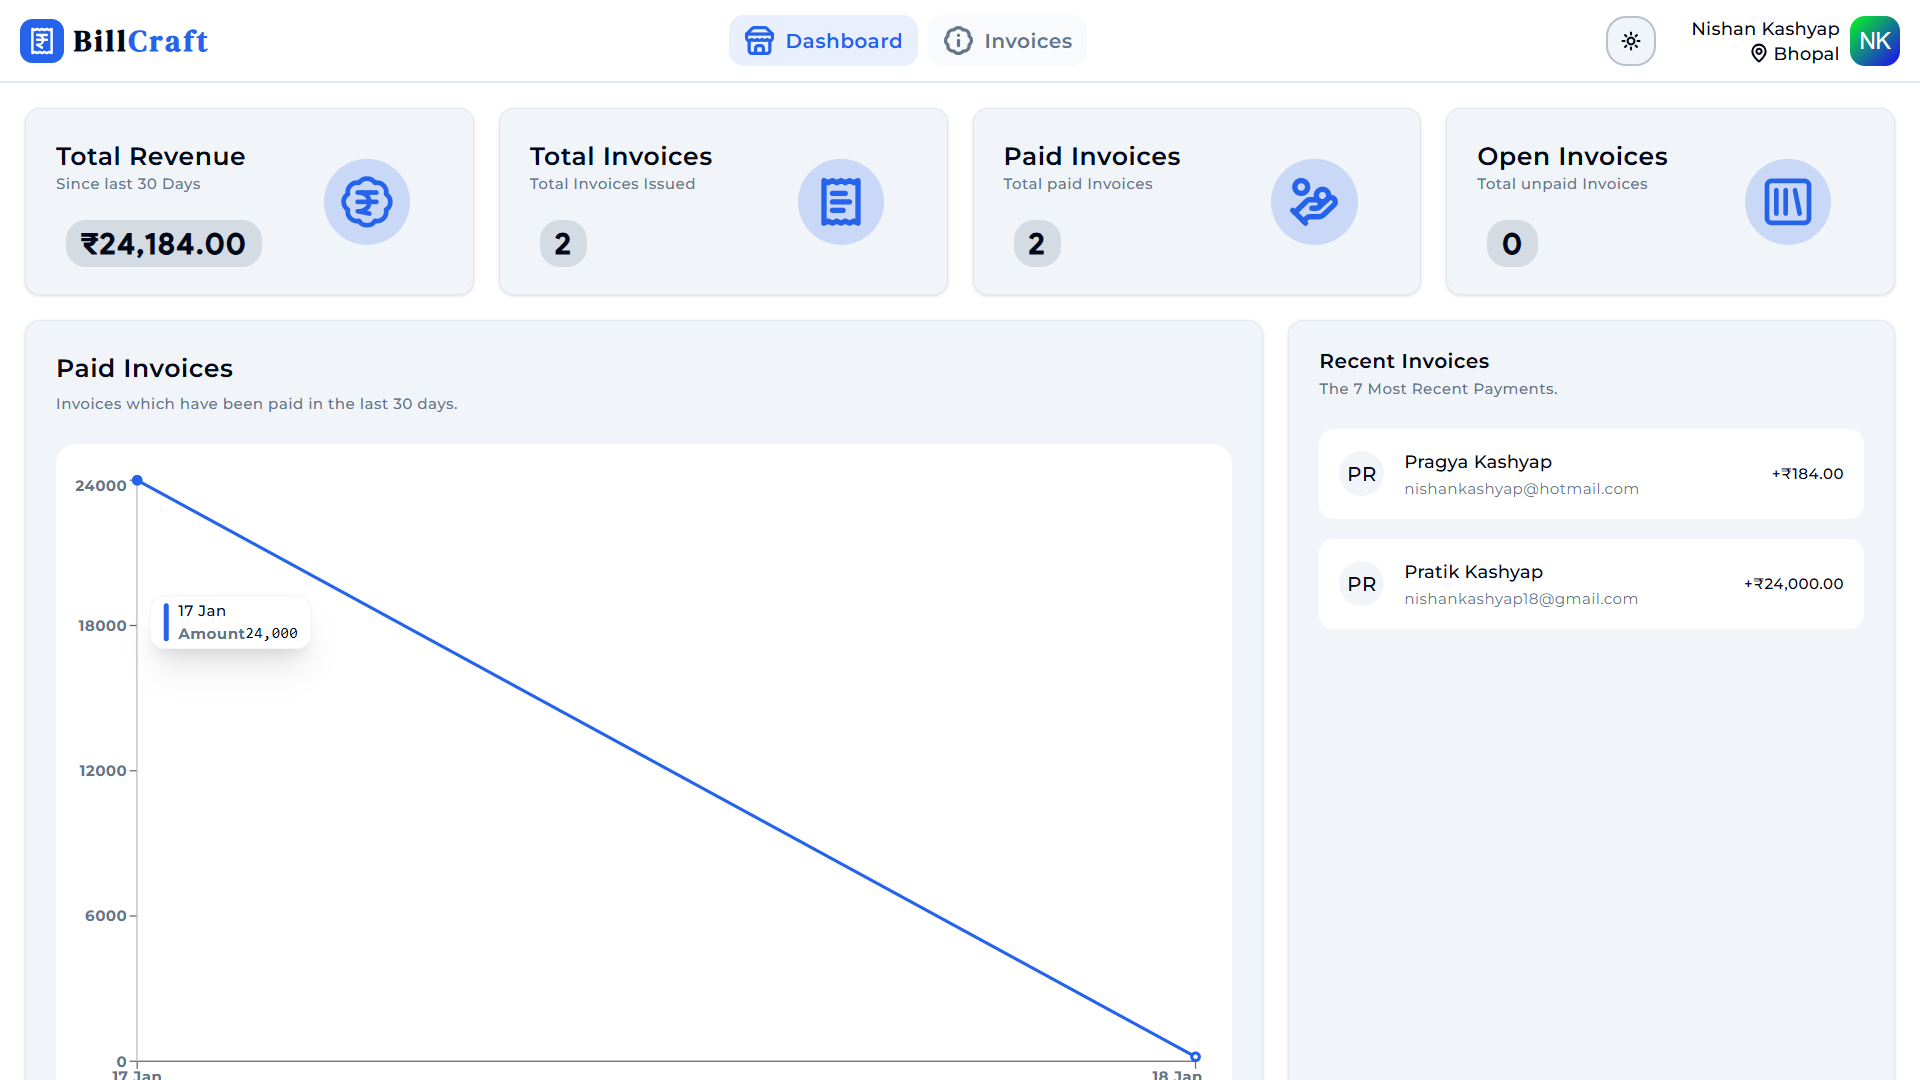 BillCraft
Dashboard
Invoices
Nishan Kashyap
Bhopal
NK
Total Revenue
Since last 30 Days
₹24,184.00
Total Invoices
Total Invoices Issued
2
Paid Invoices
Total paid Invoices
2
Open Invoices
Total unpaid Invoices
0
Paid Invoices
Invoices which have been paid in the last 30 days.
24000
18000
12000
6000
0
17 Jan
18 Jan
17 Jan
Amount24,000
Recent Invoices
The 7 Most Recent Payments.
PR
Pragya Kashyap
nishankashyap@hotmail.com
+₹184.00
PR
Pratik Kashyap
nishankashyap18@gmail.com
+₹24,000.00